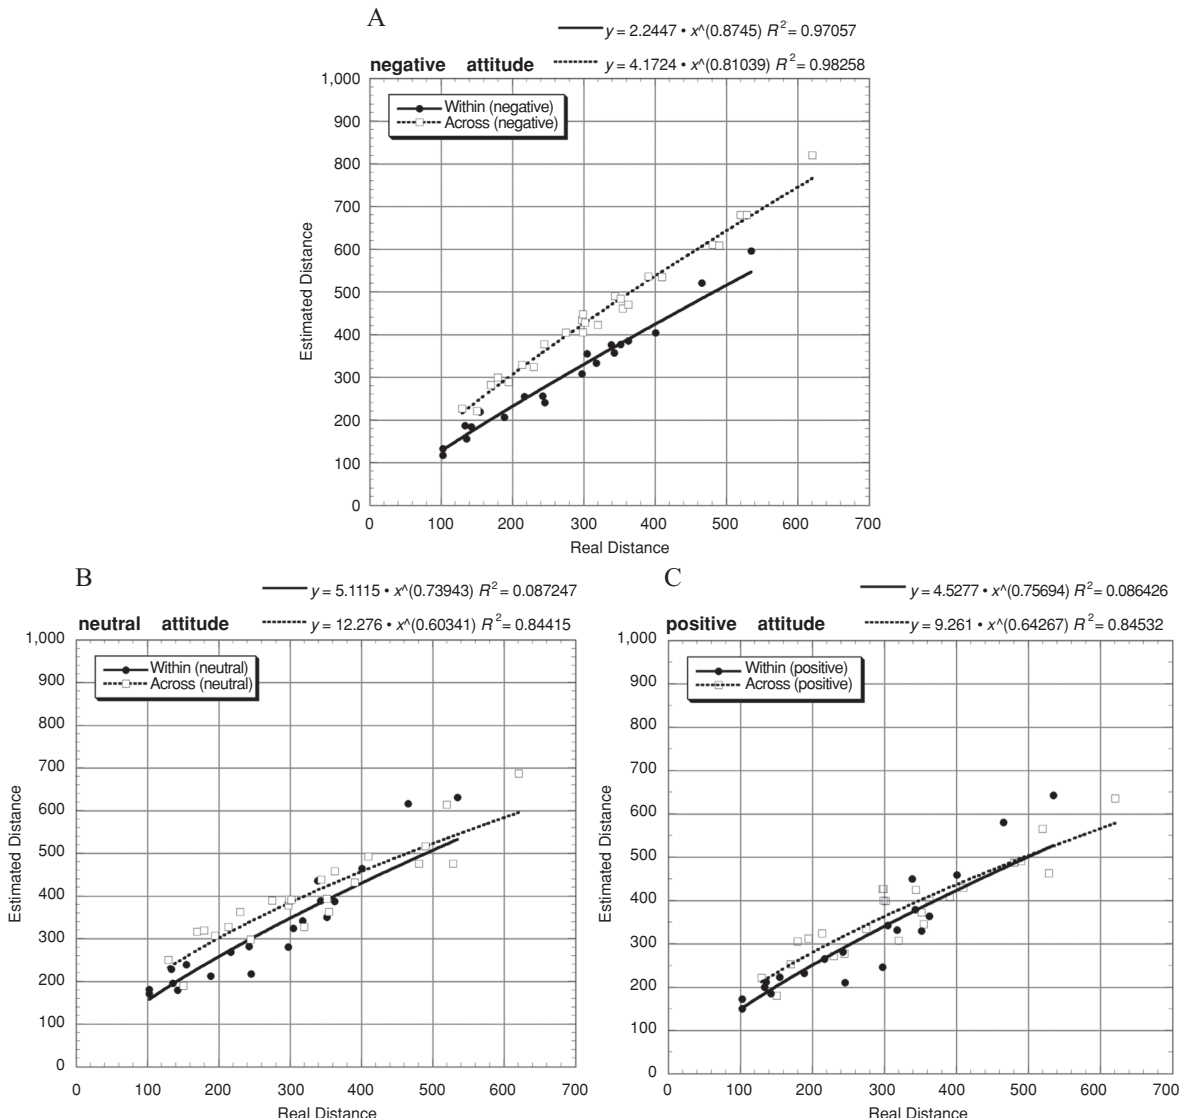 A
y = 2.2447 • x^(0.8745) R² = 0.97057
negative attitude y = 4.1724 • x^(0.81039) R² = 0.98258
1,000
Within (negative)
Across (negative)
900
800
700
600
500
400
300
200
100
0
Estimated Distance
0 100 200 300 400 500 600 700
Real Distance
B
y = 5.1115 • x^(0.73943) R² = 0.087247
neutral attitude y = 12.276 • x^(0.60341) R² = 0.84415
1,000
Within (neutral)
Across (neutral)
900
800
700
600
500
400
300
200
100
0
Estimated Distance
0 100 200 300 400 500 600 700
Real Distance
C
y = 4.5277 • x^(0.75694) R² = 0.086426
positive attitude y = 9.261 • x^(0.64267) R² = 0.84532
1,000
Within (positive)
Across (positive)
900
800
700
600
500
400
300
200
100
0
Estimated Distance
0 100 200 300 400 500 600 700
Real Distance